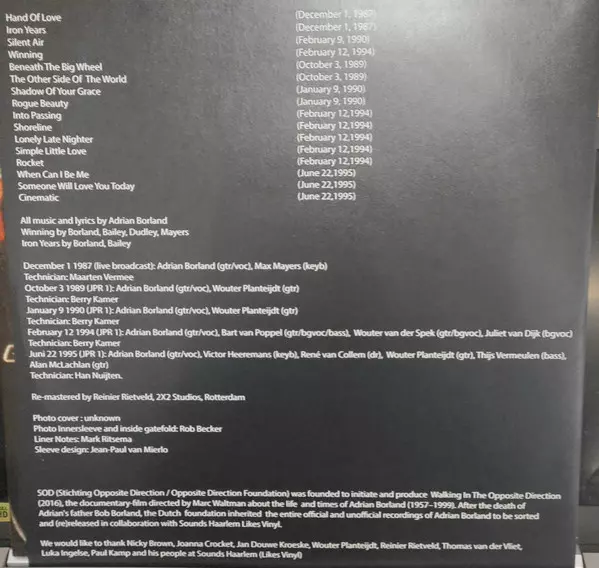 Hand Of Love (December 1, 1987)
Iron Years (December 1, 1987)
Silent Air (February 9, 1990)
Winning (February 12, 1994)
Beneath The Big Wheel (October 3, 1989)
The Other Side Of The World (October 3, 1989)
Shadow Of Your Grace (January 9, 1990)
Rogue Beauty (January 9, 1990)
Into Passing (February 12,1994)
Shoreline (February 12,1994)
Lonely Late Nighter (February 12,1994)
Simple Little Love (February 12,1994)
Rocket (February 12,1994)
When Can I Be Me (June 22,1995)
Someone Will Love You Today (June 22,1995)
Cinematic (June 22,1995)
All music and lyrics by Adrian Borland
Winning by Borland, Bailey, Dudley, Mayers
Iron Years by Borland, Bailey
December 1 1987 (live broadcast): Adrian Borland (gtr/voc), Max Mayers (keyb)
Technician: Maarten Vermee
October 3 1989 (JPR 1): Adrian Borland (gtr/voc), Wouter Planteijdt (gtr)
Technician: Berry Kamer
January 9 1990 (JPR 1): Adrian Borland (gtr/voc), Wouter Planteijdt (gtr)
Technician: Berry Kamer
February 12 1994 (JPR 1): Adrian Borland (gtr/voc), Bart van Poppel (gtr/bgvoc/bass), Wouter van der Spek (gtr/bgvoc), Juliet van Dijk (bgvoc)
Technician: Berry Kamer
Juni 22 1995 (JPR 1): Adrian Borland (gtr/voc), Victor Heeremans (keyb), René van Collem (dr), Wouter Planteijdt (gtr), Thijs Vermeulen (bass),
Alan McLachlan (gtr)
Technician: Han Nuijten.
Re-mastered by Reinier Rietveld, 2X2 Studios, Rotterdam
Photo cover : unknown
Photo Innersleeve and inside gatefold: Rob Becker
Liner Notes: Mark Ritsema
Sleeve design: Jean-Paul van Mierlo
SOD (Stichting Opposite Direction / Opposite Direction Foundation) was founded to initiate and produce Walking In The Opposite Direction
(2016), the documentary-film directed by Marc Waltman about the life and times of Adrian Borland (1957–1999). After the death of
Adrian's father Bob Borland, the Dutch foundation inherited the entire official and unofficial recordings of Adrian Borland to be sorted
and (re)released in collaboration with Sounds Haarlem Likes Vinyl.
We would like to thank Nicky Brown, Joanna Crocket, Jan Douwe Kroeske, Wouter Planteijdt, Reinier Rietveld, Thomas van der Vliet,
Luka Ingelse, Paul Kamp and his people at Sounds Haarlem (Likes Vinyl)